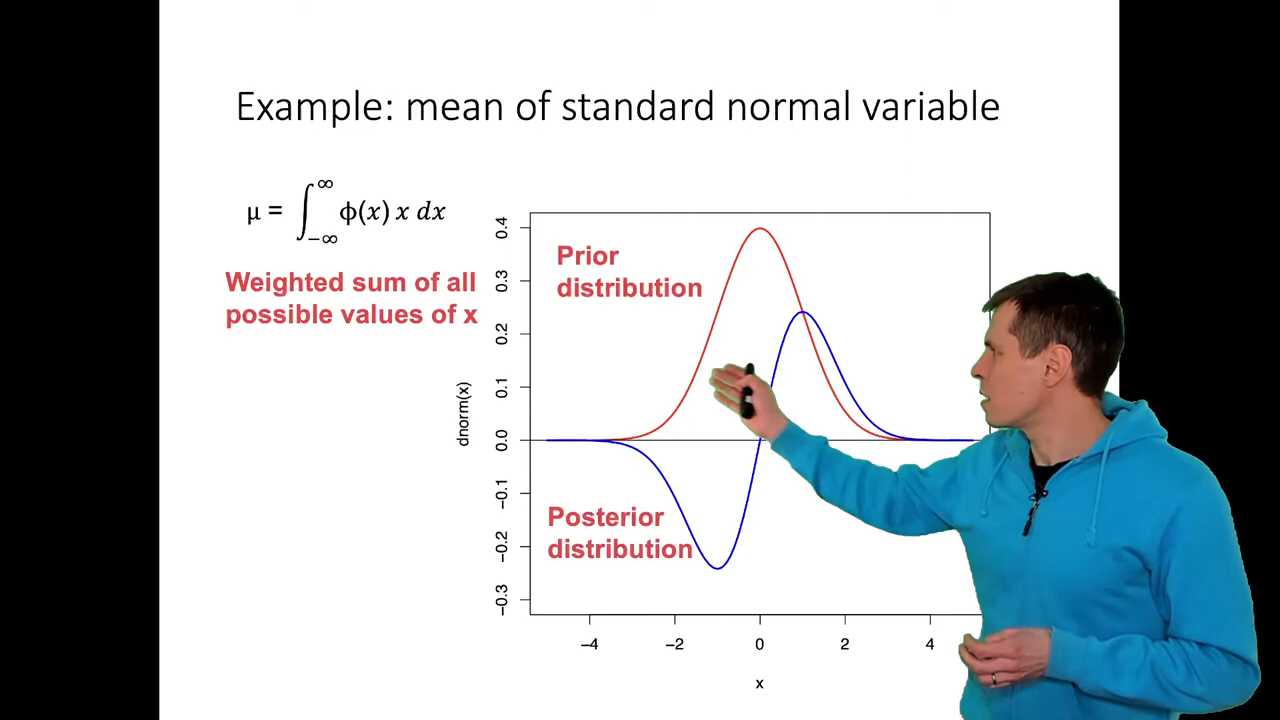 Example: mean of standard normal variable
μ = ∫_{−∞}^{∞} ϕ(x) x dx
Weighted sum of all
possible values of x
Prior
distribution
Posterior
distribution
dnorm(x)
0.4
0.3
0.2
0.1
0.0
−0.1
−0.2
−0.3
−4
−2
0
2
4
x